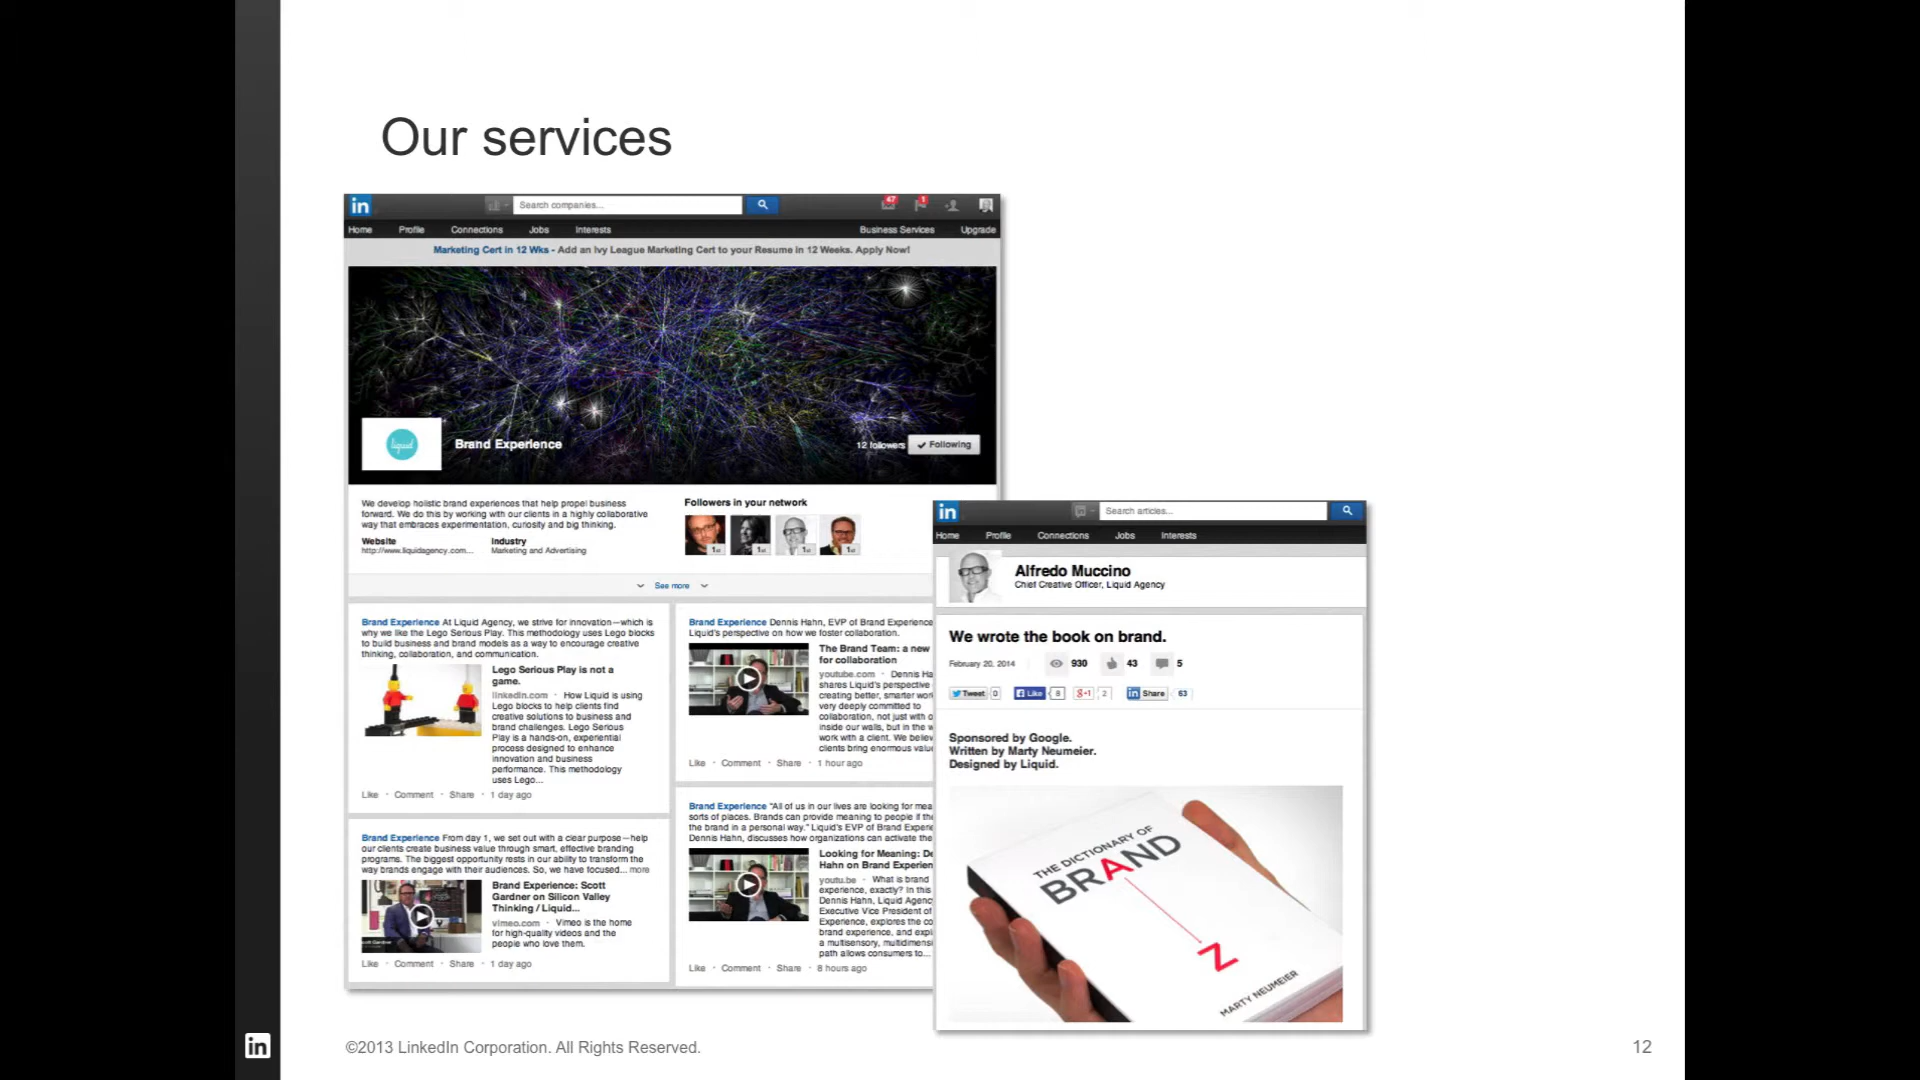 Our services
in
Search companies...
47
1
Home
Profile
Connections
Jobs
Interests
Business Services
Upgrade
Marketing Cert in 12 Wks - Add an Ivy League Marketing Cert to your Resume in 12 Weeks. Apply Now!
liquid
Brand Experience
12 followers
Following
We develop holistic brand experiences that help propel business
forward. We do this by working with our clients in a highly collaborative
way that embraces experimentation, curiosity and big thinking.
Website
http://www.liquidagency.com...
Industry
Marketing and Advertising
Followers in your network
1st
1st
1st
1st
See more
Brand Experience At Liquid Agency, we strive for innovation—which is
why we like the Lego Serious Play. This methodology uses Lego blocks
to build business and brand models as a way to encourage creative
thinking, collaboration, and communication.
Lego Serious Play is not a
game.
linkedin.com · How Liquid is using
Lego blocks to help clients find
creative solutions to business and
brand challenges. Lego Serious
Play is a hands-on, experiential
process designed to enhance
innovation and business
performance. This methodology
uses Lego...
Like · Comment · Share · 1 day ago
Brand Experience From day 1, we set out with a clear purpose—help
our clients create business value through smart, effective branding
programs. The biggest opportunity rests in our ability to transform the
way brands engage with their audiences. So, we have focused... more
Brand Experience: Scott
Gardner on Silicon Valley
Thinking / Liquid...
vimeo.com · Vimeo is the home
for high-quality videos and the
people who love them.
Like · Comment · Share · 1 day ago
Brand Experience Dennis Hahn, EVP of Brand Experience
Liquid's perspective on how we foster collaboration.
The Brand Team: a new
for collaboration
youtube.com · Dennis Ha
shares Liquid's perspective
creating better, smarter wor
very deeply committed to
collaboration, not just with o
inside our walls, but in the w
work with a client. We believ
clients bring enormous valu
Like · Comment · Share · 1 hour ago
Brand Experience "All of us in our lives are looking for mea
sorts of places. Brands can provide meaning to people if the
the brand in a personal way." Liquid's EVP of Brand Experie
Dennis Hahn, discusses how organizations can activate the
Looking for Meaning: De
Hahn on Brand Experien
youtu.be · What is brand
experience, exactly? In this
Dennis Hahn, Liquid Agenc
Executive Vice President of
Experience, explores the co
brand experience, and expl
a multisensory, multidimensi
path allows consumers to...
Like · Comment · Share · 8 hours ago
in
Search articles...
Home
Profile
Connections
Jobs
Interests
Alfredo Muccino
Chief Creative Officer, Liquid Agency
We wrote the book on brand.
February 20, 2014
930
43
5
Tweet 0
Like 8
g+1 2
in Share 63
Sponsored by Google.
Written by Marty Neumeier.
Designed by Liquid.
THE DICTIONARY OF
BRAND
Z
MARTY NEUMEIER
in
©2013 LinkedIn Corporation. All Rights Reserved.
12